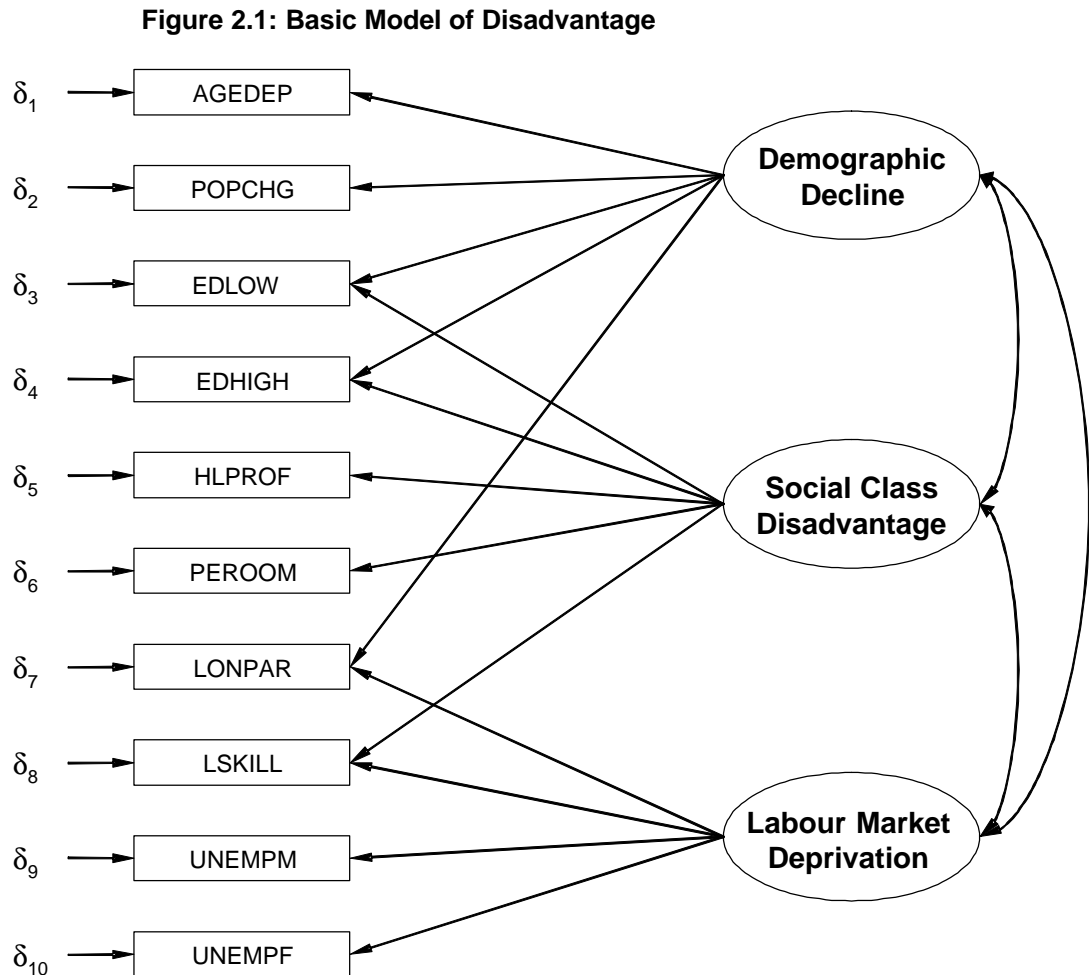 Figure 2.1: Basic Model of Disadvantage
δ1 AGEDEP
δ2 POPCHG
δ3 EDLOW
δ4 EDHIGH
δ5 HLPROF
δ6 PEROOM
δ7 LONPAR
δ8 LSKILL
δ9 UNEMPM
δ10 UNEMPF
Demographic
Decline
Social Class
Disadvantage
Labour Market
Deprivation